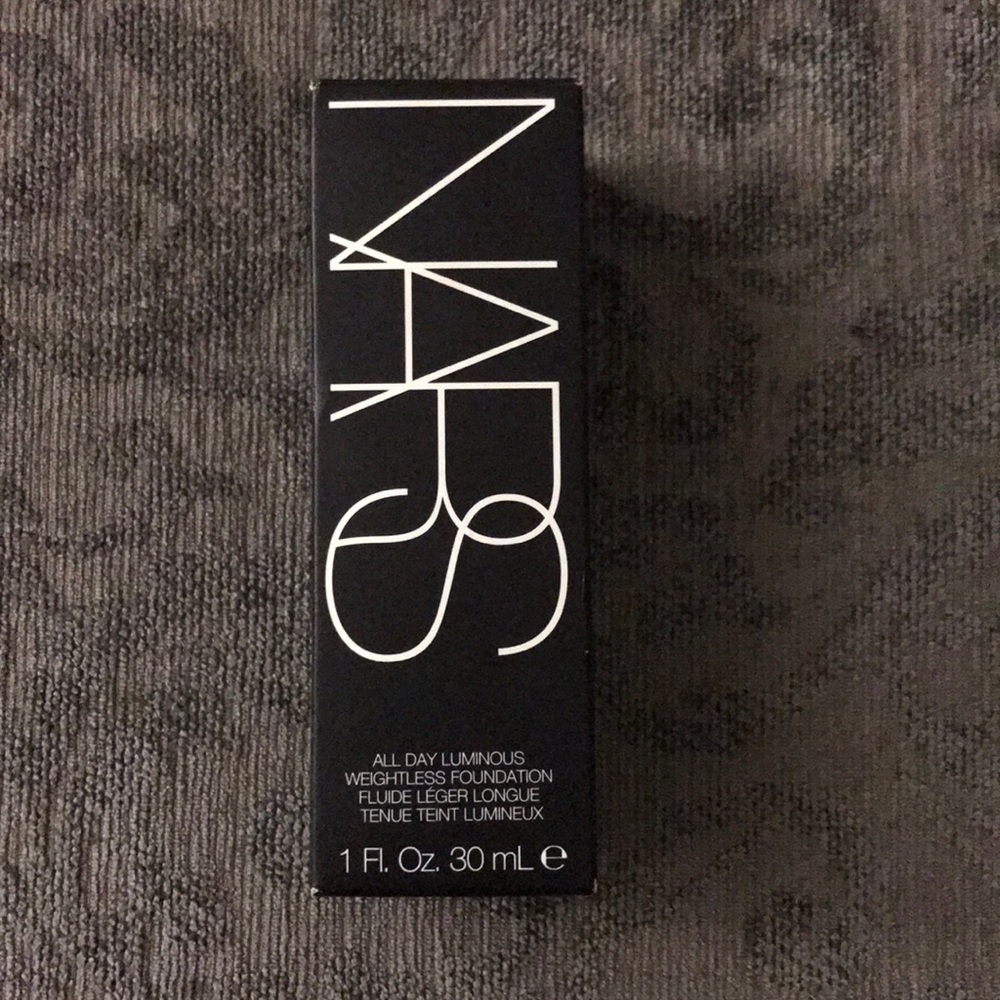 NARS
ALL DAY LUMINOUS
WEIGHTLESS FOUNDATION
FLUIDE LÉGER LONGUE
TENUE TEINT LUMINEUX
1 Fl. Oz. 30 mL ℮